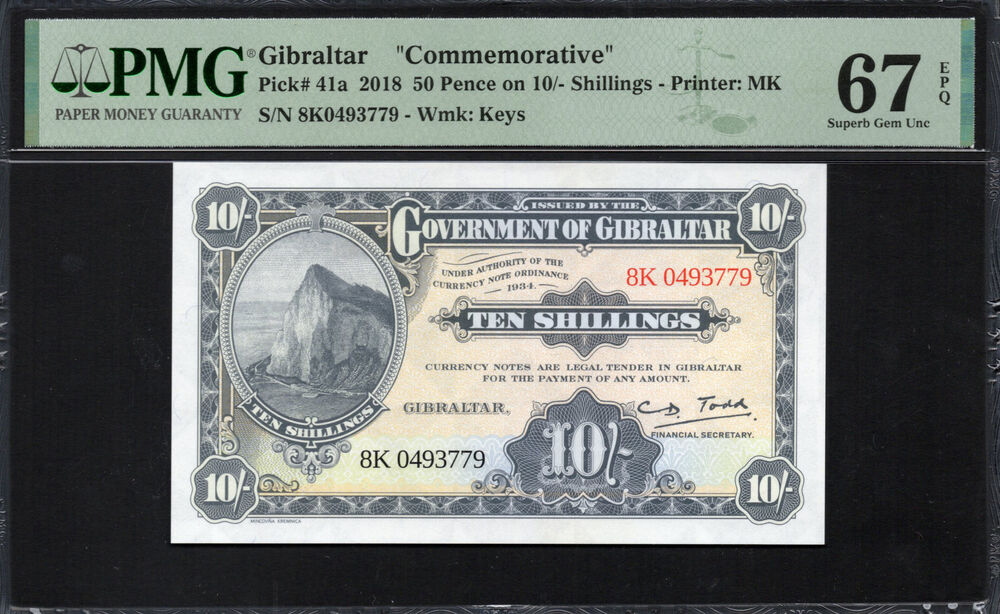 PMG®
PAPER MONEY GUARANTY
Gibraltar "Commemorative"
Pick# 41a 2018 50 Pence on 10/- Shillings - Printer: MK
S/N 8K0493779 - Wmk: Keys
67
EPQ
Superb Gem Unc
10/-
ISSUED BY THE
10/-
GOVERNMENT OF GIBRALTAR
UNDER AUTHORITY OF THE
CURRENCY NOTE ORDINANCE
1934.
8K 0493779
TEN SHILLINGS
CURRENCY NOTES ARE LEGAL TENDER IN GIBRALTAR
FOR THE PAYMENT OF ANY AMOUNT.
GIBRALTAR,
C. D. Todd
FINANCIAL SECRETARY.
TEN SHILLINGS
8K 0493779
10/-
10/-
10/-
MINCOVŇA KREMNICA